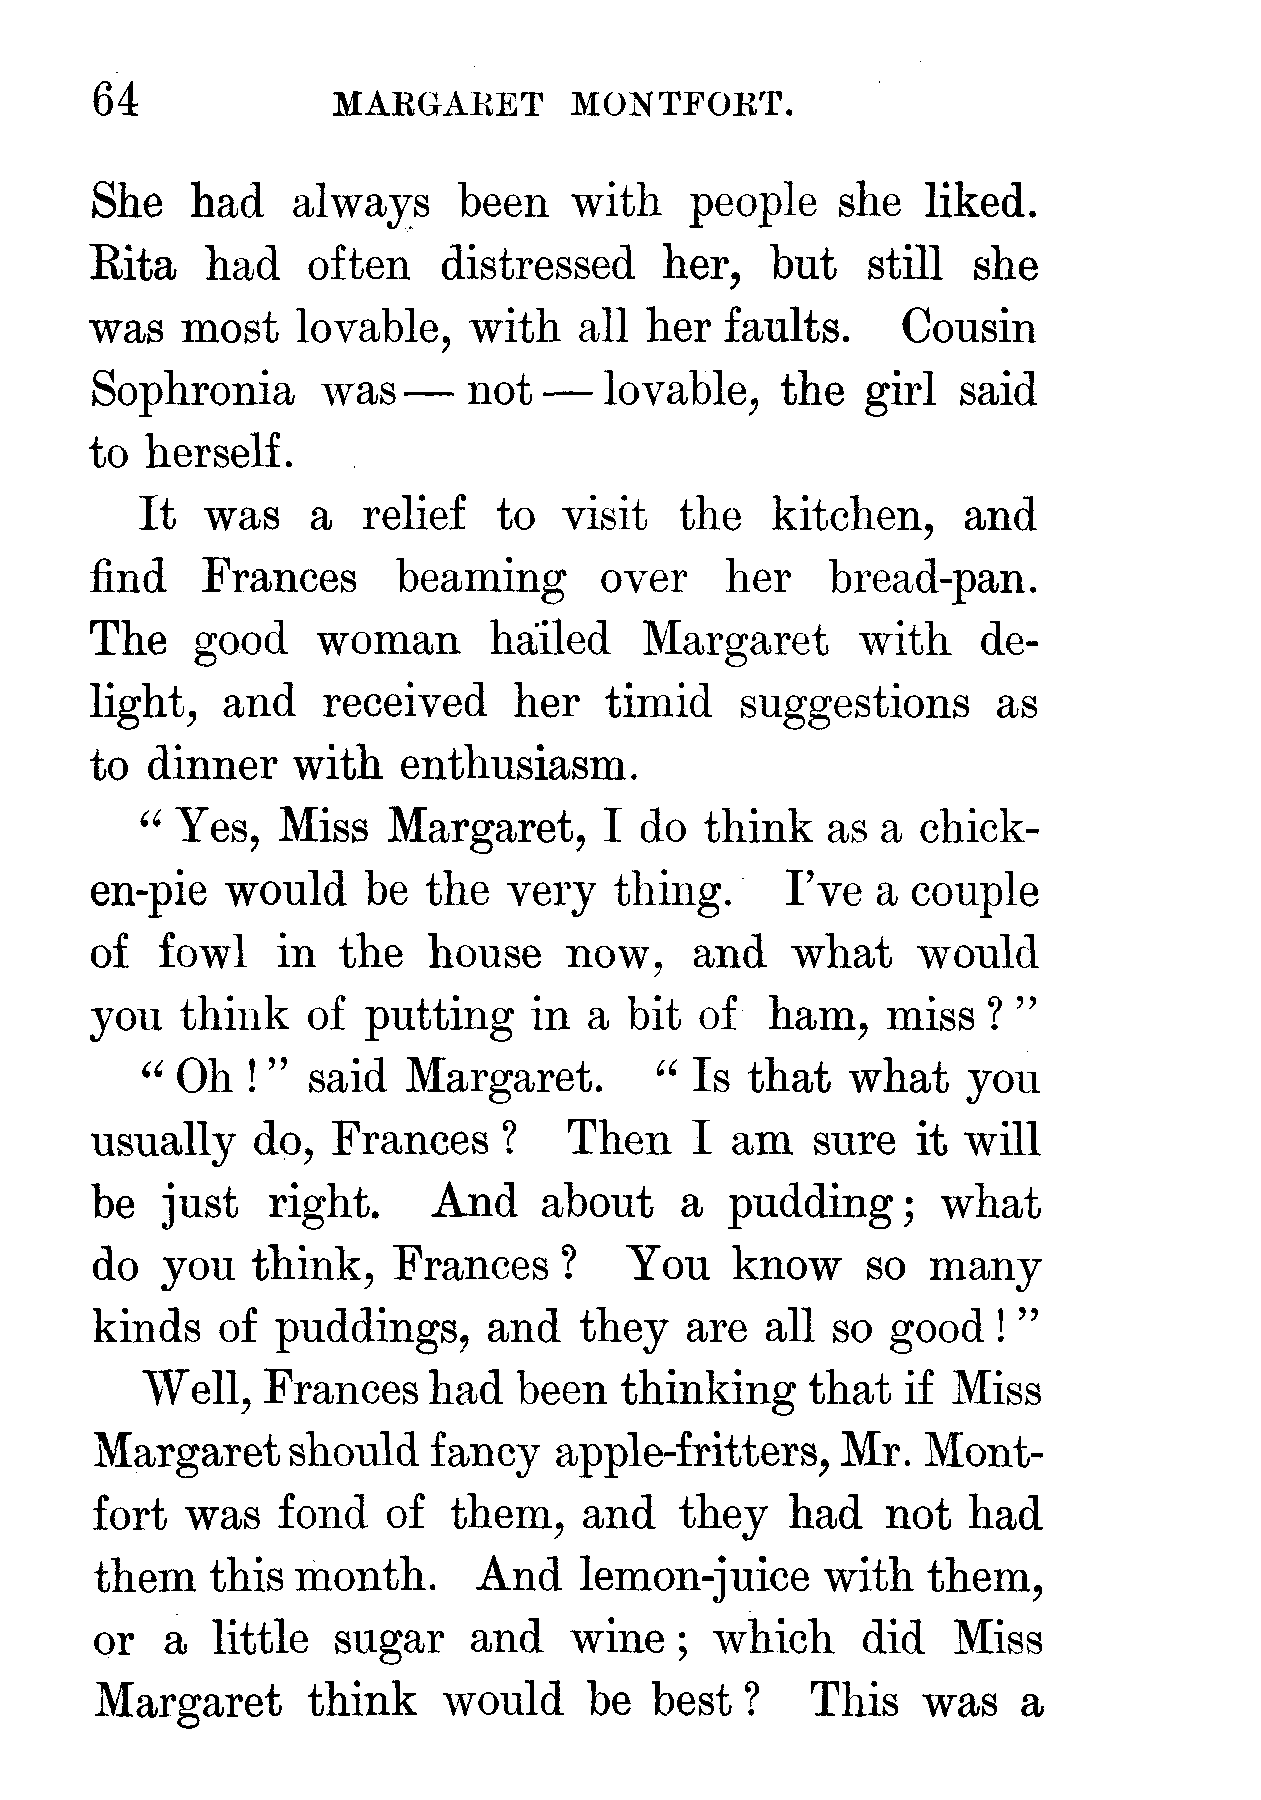 64 MARGARET MONTFORT.
She had always been with people she liked.
Rita had often distressed her, but still she
was most lovable, with all her faults. Cousin
Sophronia was — not — lovable, the girl said
to herself.
It was a relief to visit the kitchen, and
find Frances beaming over her bread-pan.
The good woman hailed Margaret with de-
light, and received her timid suggestions as
to dinner with enthusiasm.
“ Yes, Miss Margaret, I do think as a chick-
en-pie would be the very thing. I’ve a couple
of fowl in the house now, and what would
you think of putting in a bit of ham, miss ? ”
“ Oh ! ” said Margaret. “ Is that what you
usually do, Frances ? Then I am sure it will
be just right. And about a pudding ; what
do you think, Frances ? You know so many
kinds of puddings, and they are all so good ! ”
Well, Frances had been thinking that if Miss
Margaret should fancy apple-fritters, Mr. Mont-
fort was fond of them, and they had not had
them this month. And lemon-juice with them,
or a little sugar and wine ; which did Miss
Margaret think would be best ? This was a